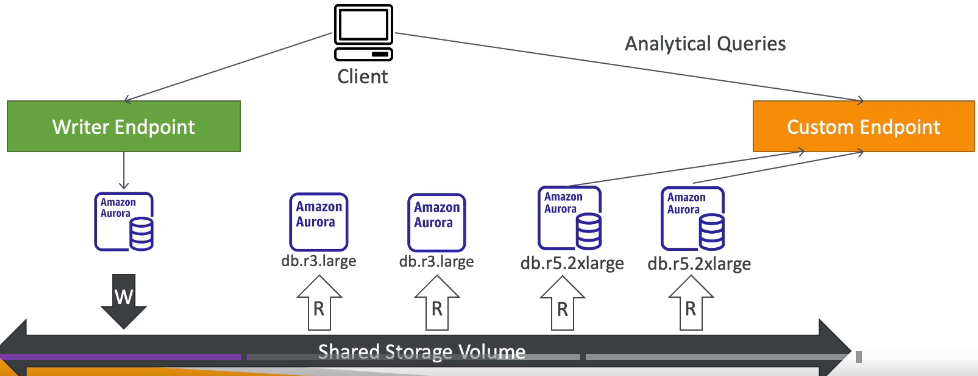 Client
Analytical Queries
Writer Endpoint
Custom Endpoint
Amazon
Aurora
Amazon
Aurora
db.r3.large
Amazon
Aurora
db.r3.large
Amazon
Aurora
db.r5.2xlarge
Amazon
Aurora
db.r5.2xlarge
W
R
R
R
R
Shared Storage Volume